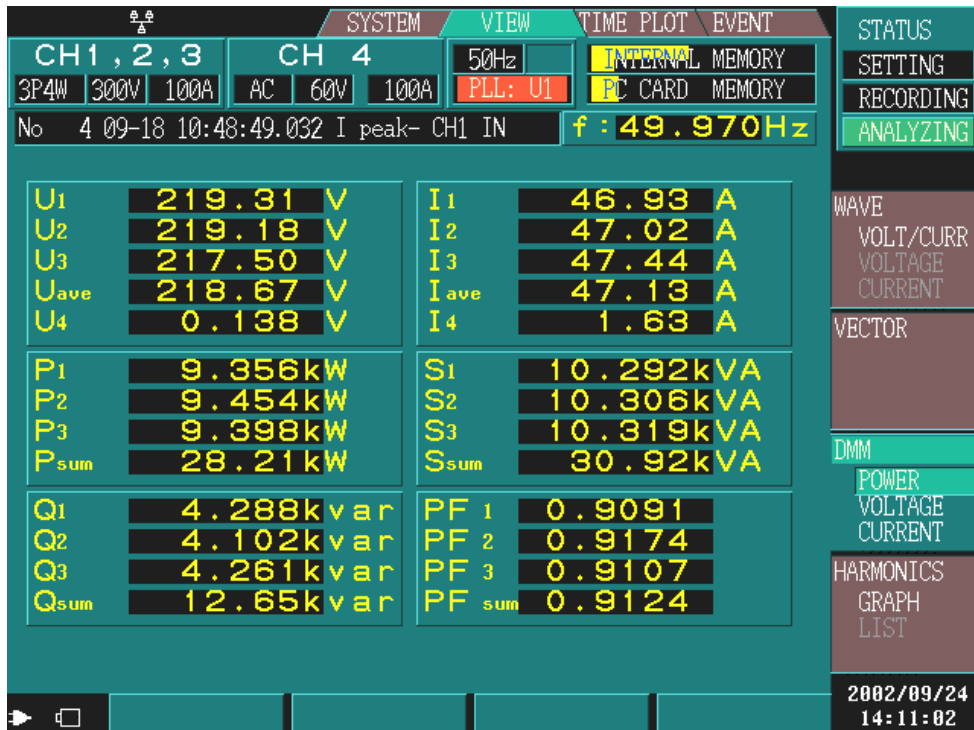 SYSTEM VIEW TIME PLOT EVENT
STATUS
CH1,2,3 CH 4 50Hz INTERNAL MEMORY
SETTING
3P4W 300V 100A AC 60V 100A PLL: U1 PC CARD MEMORY
RECORDING
No 4 09-18 10:48:49.032 I peak- CH1 IN f:49.970Hz
ANALYZING
U1 219.31 V I1 46.93 A
U2 219.18 V I2 47.02 A
U3 217.50 V I3 47.44 A
Uave 218.67 V Iave 47.13 A
U4 0.138 V I4 1.63 A
P1 9.356kW S1 10.292kVA
P2 9.454kW S2 10.306kVA
P3 9.398kW S3 10.319kVA
Psum 28.21kW Ssum 30.92kVA
Q1 4.288kvar PF 1 0.9091
Q2 4.102kvar PF 2 0.9174
Q3 4.261kvar PF 3 0.9107
Qsum 12.65kvar PF sum 0.9124
WAVE
VOLT/CURR
VOLTAGE
CURRENT
VECTOR
DMM
POWER
VOLTAGE
CURRENT
HARMONICS
GRAPH
LIST
2002/09/24
14:11:02